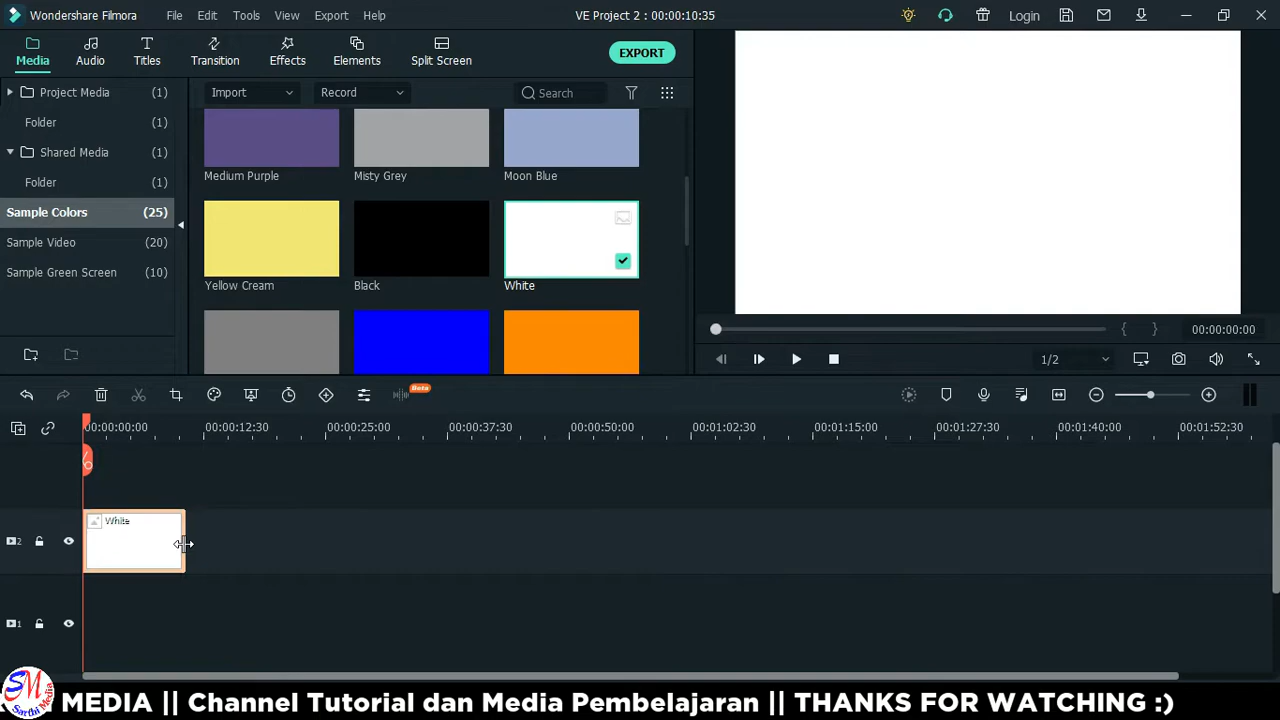 Wondershare Filmora File Edit Tools View Export Help VE Project 2 : 00:00:10:35 Login
Media Audio Titles Transition Effects Elements Split Screen EXPORT
Project Media (1)
Folder (1)
Shared Media (1)
Folder (1)
Sample Colors (25)
Sample Video (20)
Sample Green Screen (10)
Import Record Search
Medium Purple Misty Grey Moon Blue
Yellow Cream Black White
00:00:00:00
1/2
Beta
00:00:00:00 00:00:12:30 00:00:25:00 00:00:37:30 00:00:50:00 00:01:02:30 00:01:15:00 00:01:27:30 00:01:40:00 00:01:52:30
White
2
1
SM
Sarthi Media
MEDIA || Channel Tutorial dan Media Pembelajaran || THANKS FOR WATCHING :)